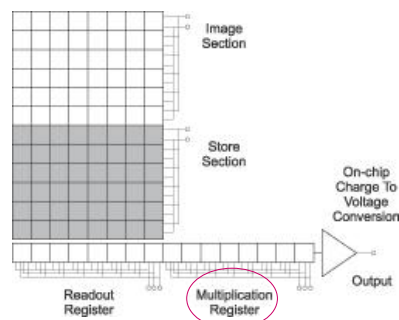 Image
Section
Store
Section
On-chip
Charge To
Voltage
Conversion
Output
Readout
Register
Multiplication
Register